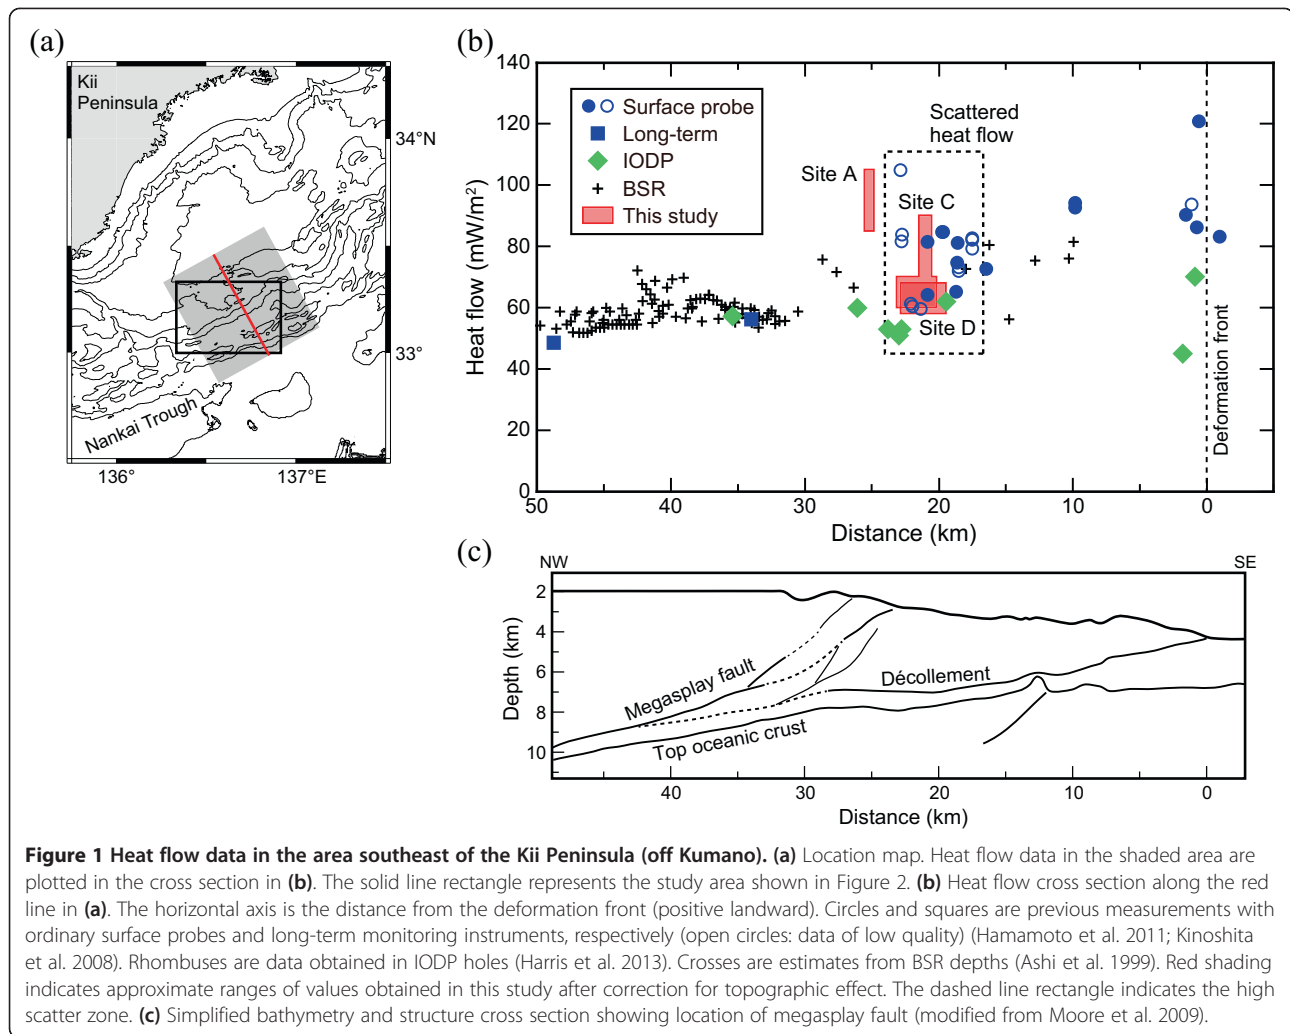 (a)
Kii
Peninsula
34°N
33°
Nankai Trough
136°
137°E
(b)
140
120
100
80
60
40
20
0
Heat flow (mW/m²)
Surface probe
Long-term
IODP
BSR
This study
Scattered
heat flow
Site A
Site C
Site D
Deformation front
50
40
30
20
10
0
Distance (km)
(c)
NW
SE
2
4
6
8
10
Depth (km)
Megasplay fault
Décollement
Top oceanic crust
40
30
20
10
0
Distance (km)
Figure 1 Heat flow data in the area southeast of the Kii Peninsula (off Kumano). (a) Location map. Heat flow data in the shaded area are
plotted in the cross section in (b). The solid line rectangle represents the study area shown in Figure 2. (b) Heat flow cross section along the red
line in (a). The horizontal axis is the distance from the deformation front (positive landward). Circles and squares are previous measurements with
ordinary surface probes and long-term monitoring instruments, respectively (open circles: data of low quality) (Hamamoto et al. 2011; Kinoshita
et al. 2008). Rhombuses are data obtained in IODP holes (Harris et al. 2013). Crosses are estimates from BSR depths (Ashi et al. 1999). Red shading
indicates approximate ranges of values obtained in this study after correction for topographic effect. The dashed line rectangle indicates the high
scatter zone. (c) Simplified bathymetry and structure cross section showing location of megasplay fault (modified from Moore et al. 2009).